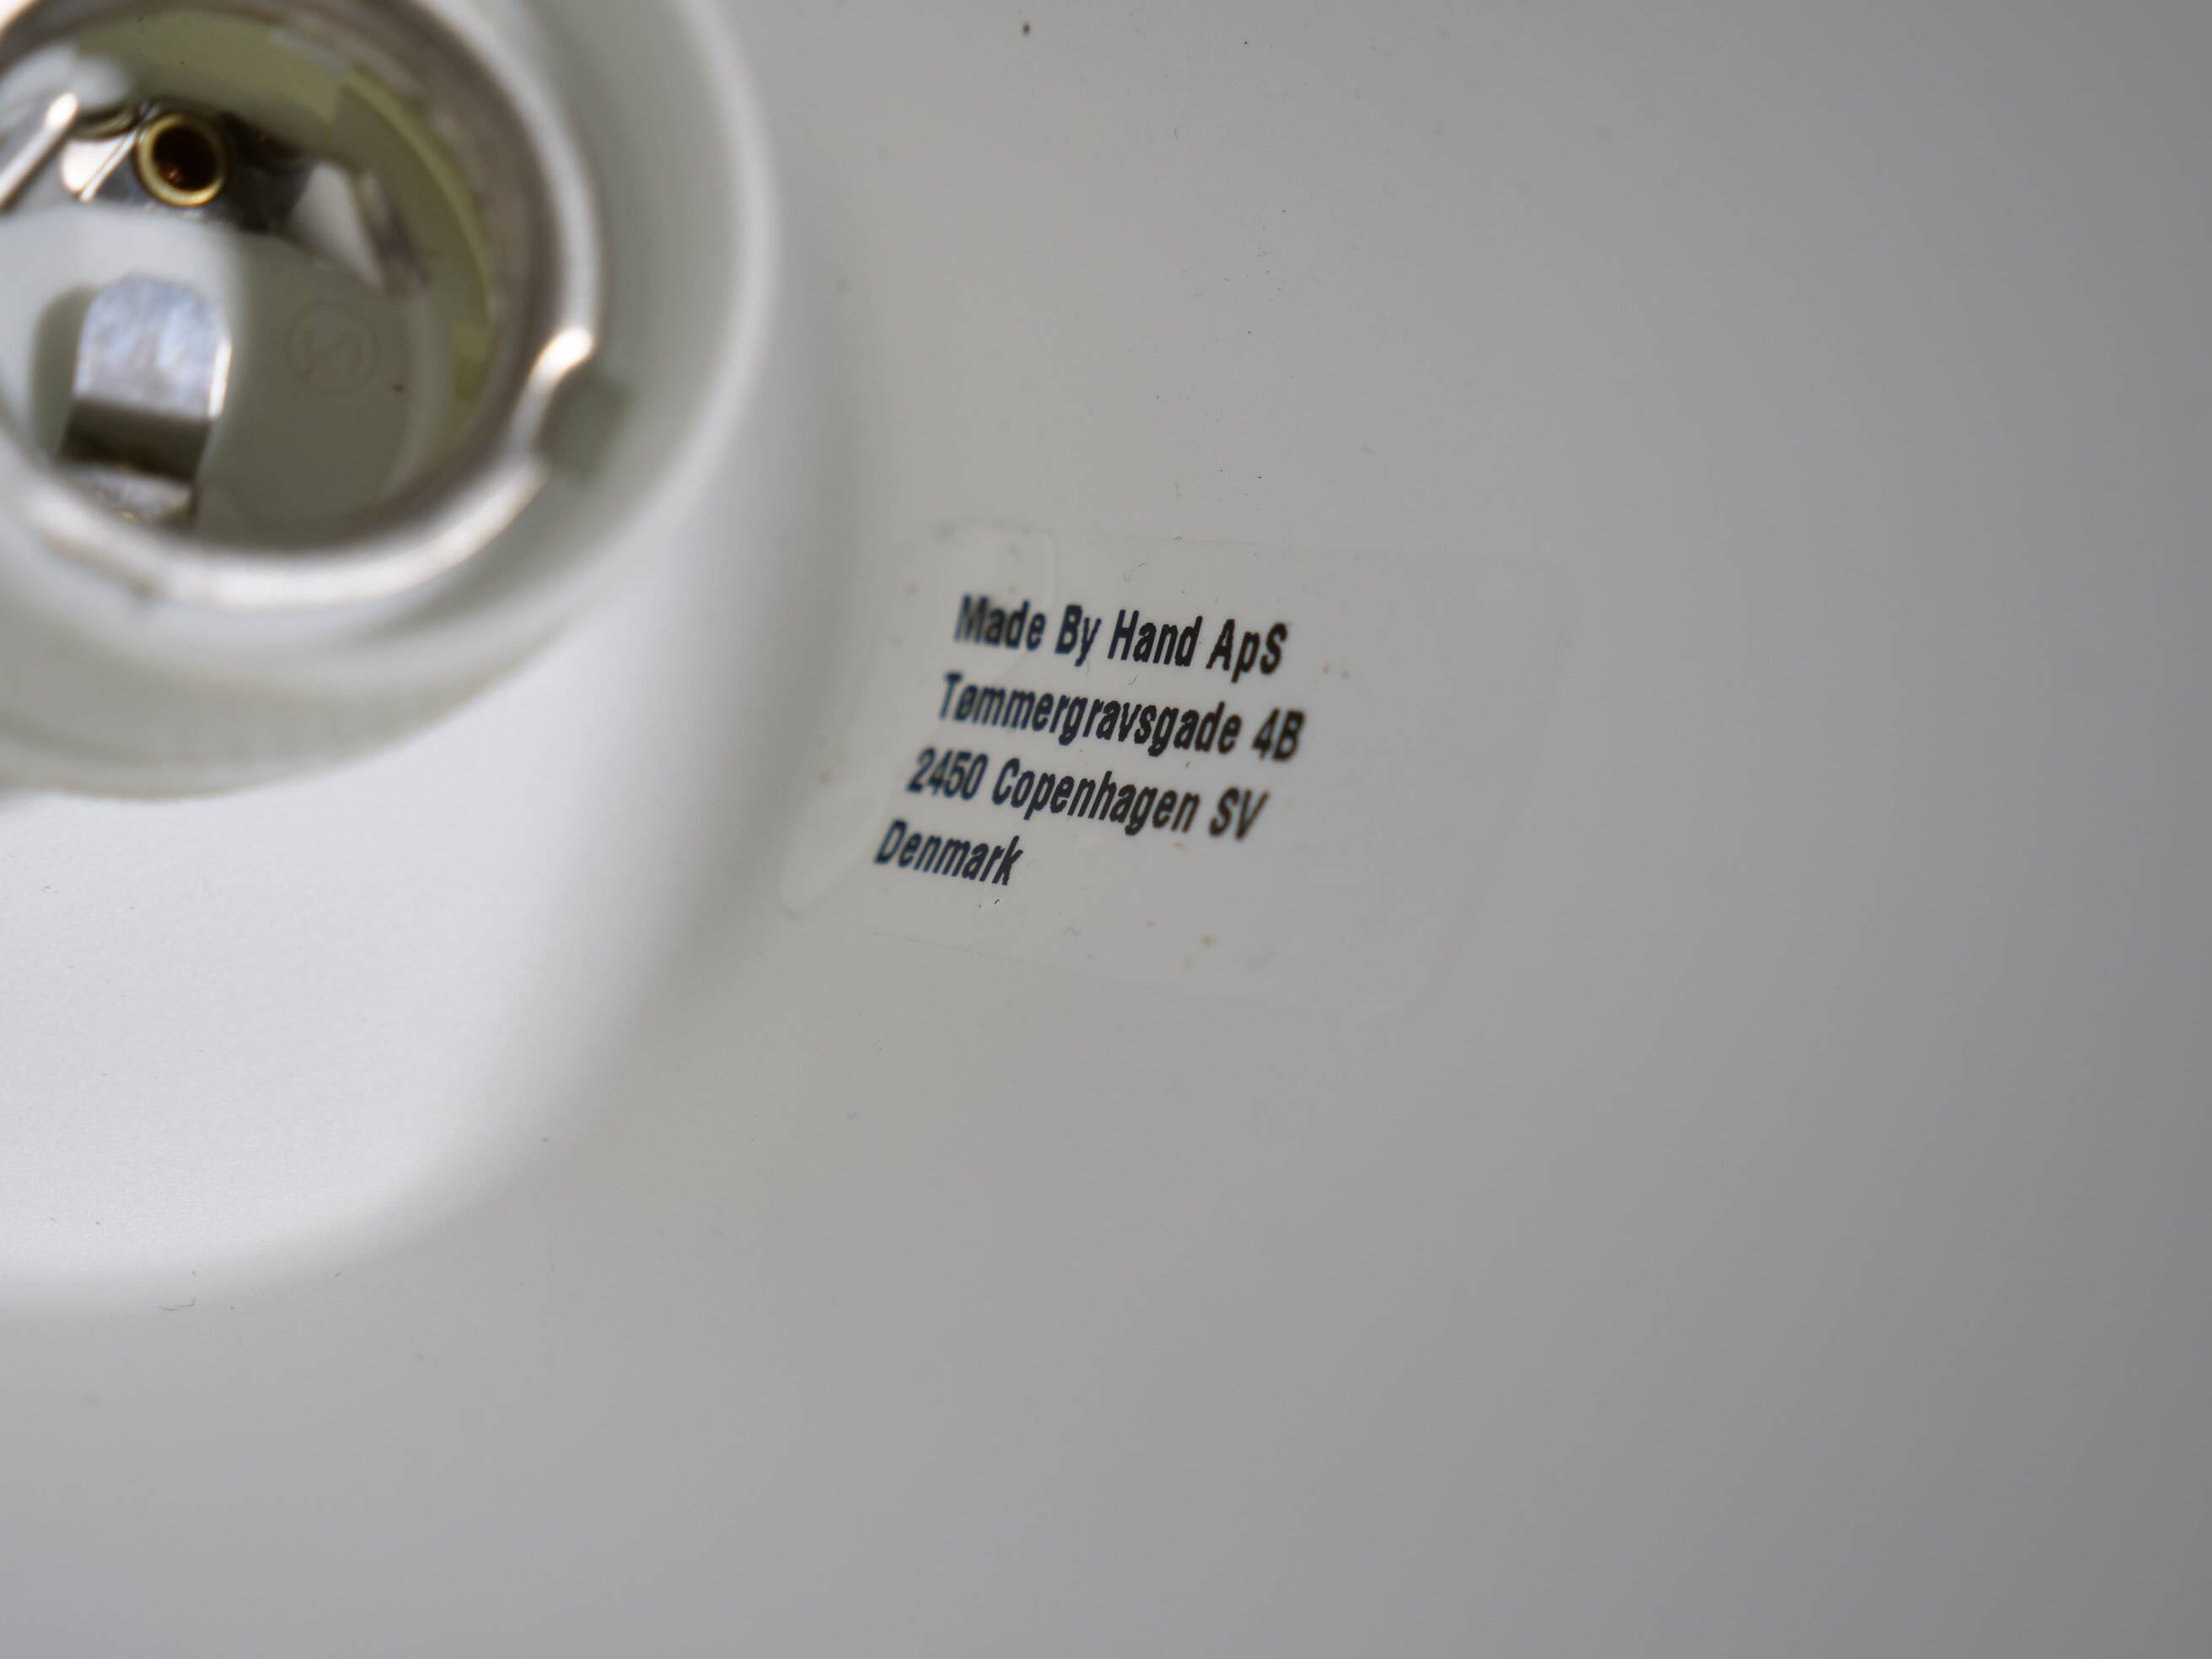 Made By Hand ApS
Tømmergravsgade 4B
2450 Copenhagen SV
Denmark